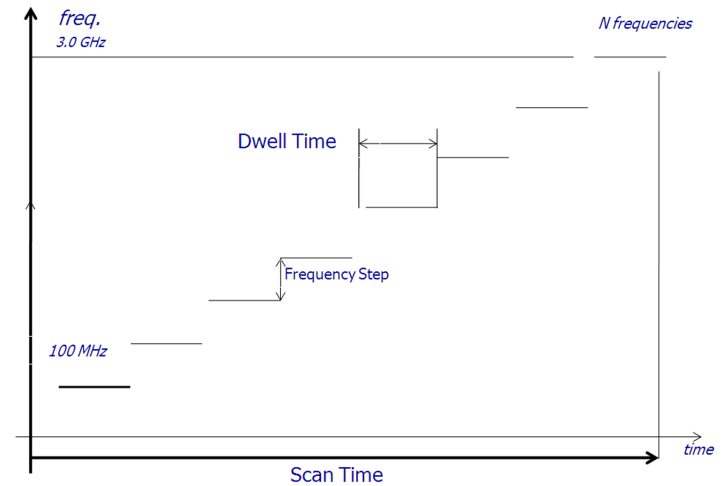 freq.
3.0 GHz
N frequencies
Dwell Time
Frequency Step
100 MHz
time
Scan Time